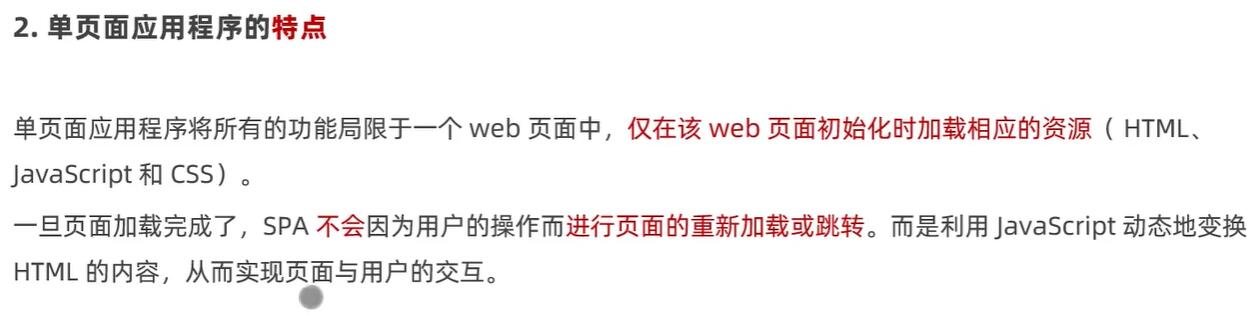 2. 单页面应用程序的特点
单页面应用程序将所有的功能局限于一个 web 页面中，仅在该 web 页面初始化时加载相应的资源（ HTML、
JavaScript 和 CSS）。
一旦页面加载完成了，SPA 不会因为用户的操作而进行页面的重新加载或跳转。而是利用 JavaScript 动态地变换
HTML 的内容，从而实现页面与用户的交互。